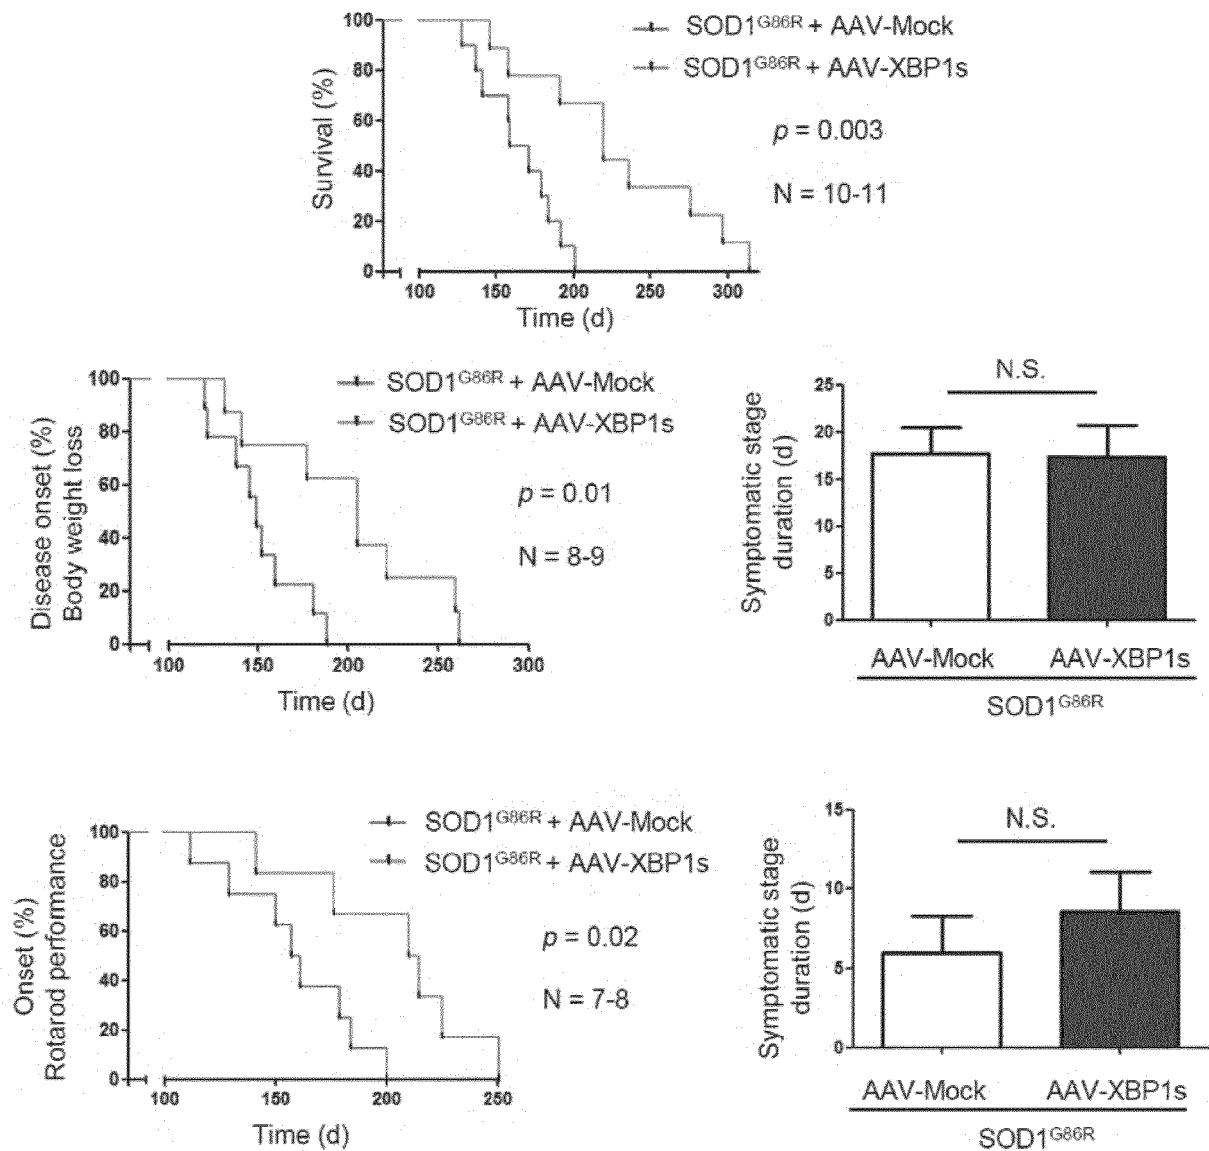 SOD1G86R + AAV-Mock
SOD1G86R + AAV-XBP1s
p = 0.003
N = 10-11
Survival (%)
100
80
60
40
20
0
100 150 200 250 300
Time (d)
SOD1G86R + AAV-Mock
SOD1G86R + AAV-XBP1s
p = 0.01
N = 8-9
Disease onset (%)
Body weight loss
100
80
60
40
20
0
100 150 200 250 300
Time (d)
N.S.
Symptomatic stage
duration (d)
25
20
15
10
5
0
AAV-Mock AAV-XBP1s
SOD1G86R
SOD1G86R + AAV-Mock
SOD1G86R + AAV-XBP1s
p = 0.02
N = 7-8
Onset (%)
Rotarod performance
100
80
60
40
20
0
100 150 200 250
Time (d)
N.S.
Symptomatic stage
duration (d)
15
10
5
0
AAV-Mock AAV-XBP1s
SOD1G86R